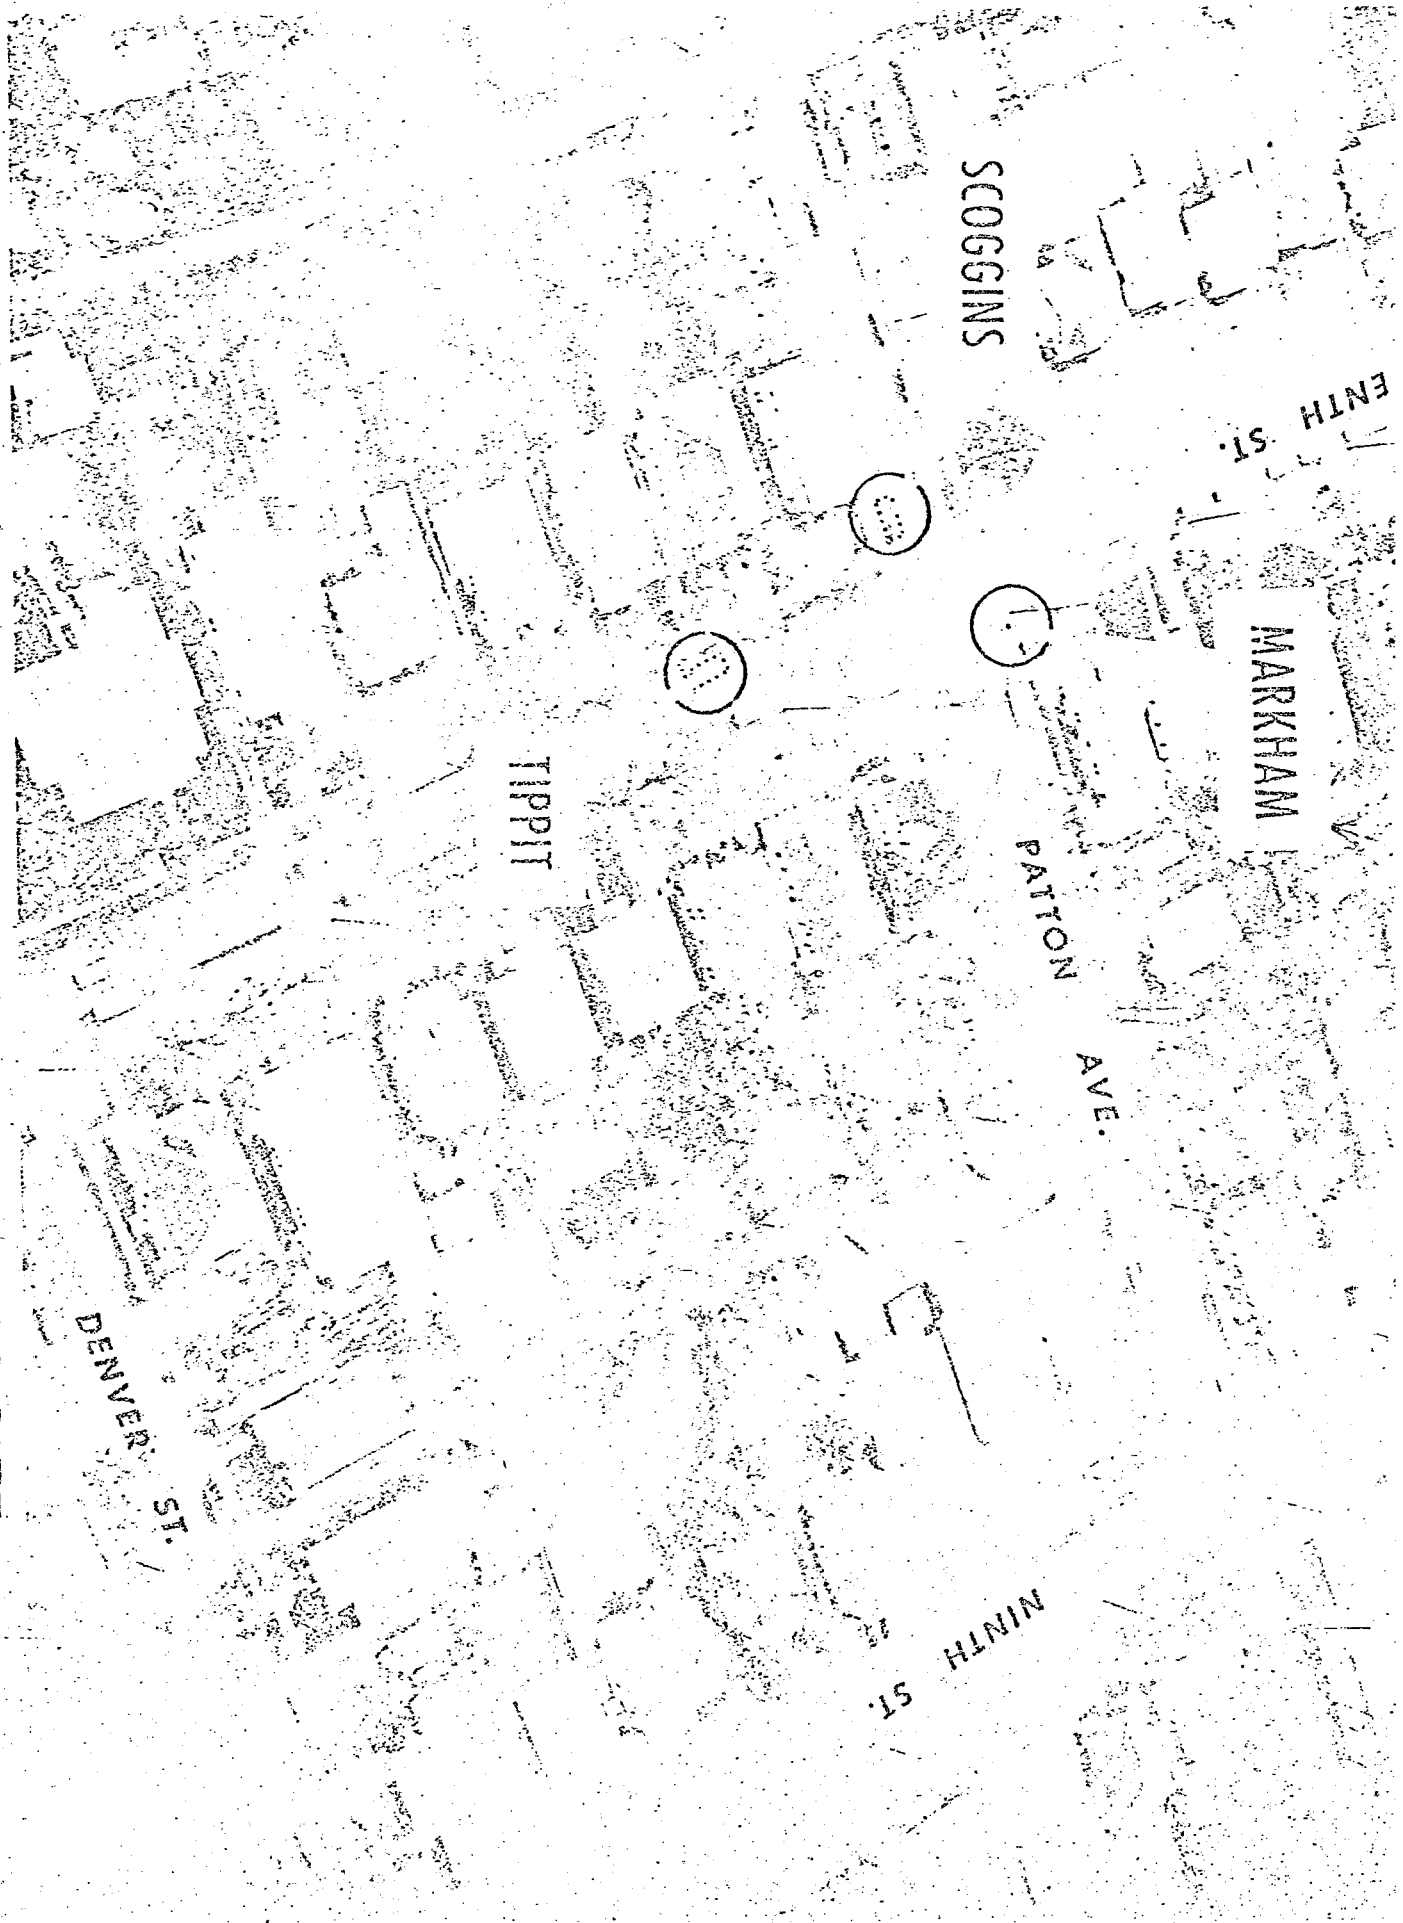 SCOGGINS
ENTH ST.
MARKHAM
TIPPIT
PATTON AVE.
DENVER ST.
NINTH ST.